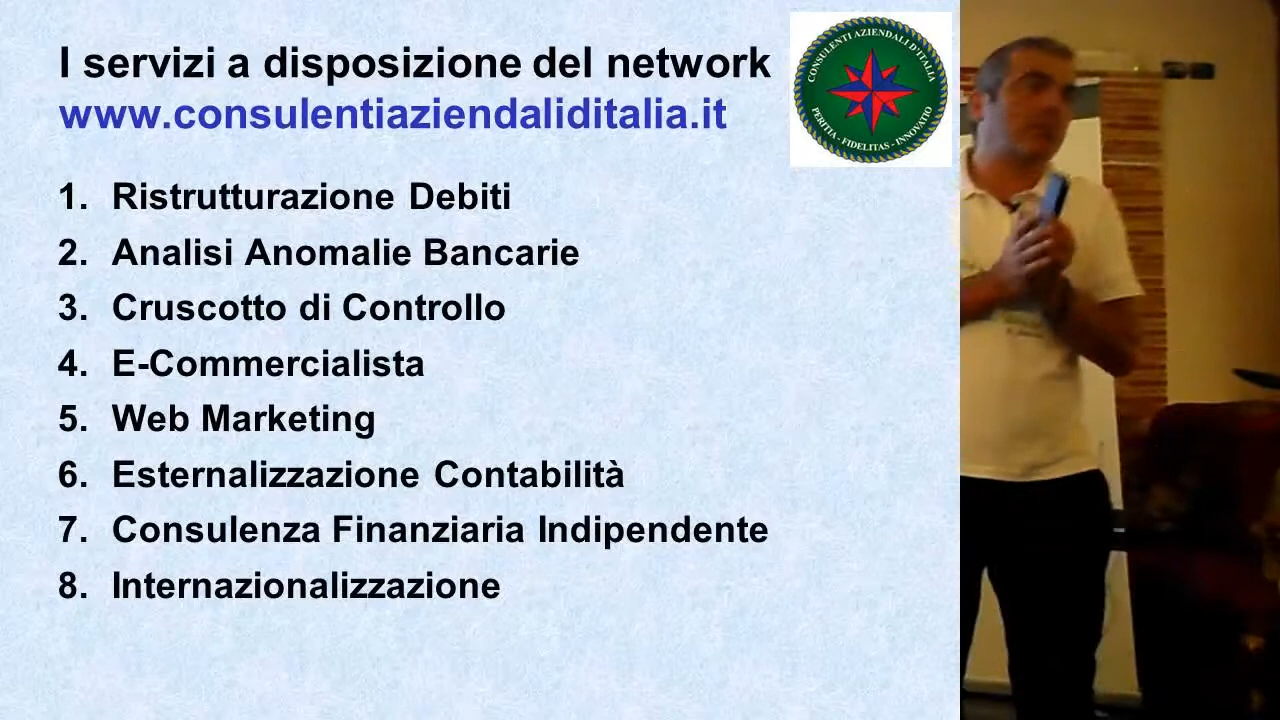 I servizi a disposizione del network
www.consulentiaziendaliditalia.it
CONSULENTI AZIENDALI D'ITALIA
PERITIA - FIDELITAS - INNOVATIO
1. Ristrutturazione Debiti
2. Analisi Anomalie Bancarie
3. Cruscotto di Controllo
4. E-Commercialista
5. Web Marketing
6. Esternalizzazione Contabilità
7. Consulenza Finanziaria Indipendente
8. Internazionalizzazione